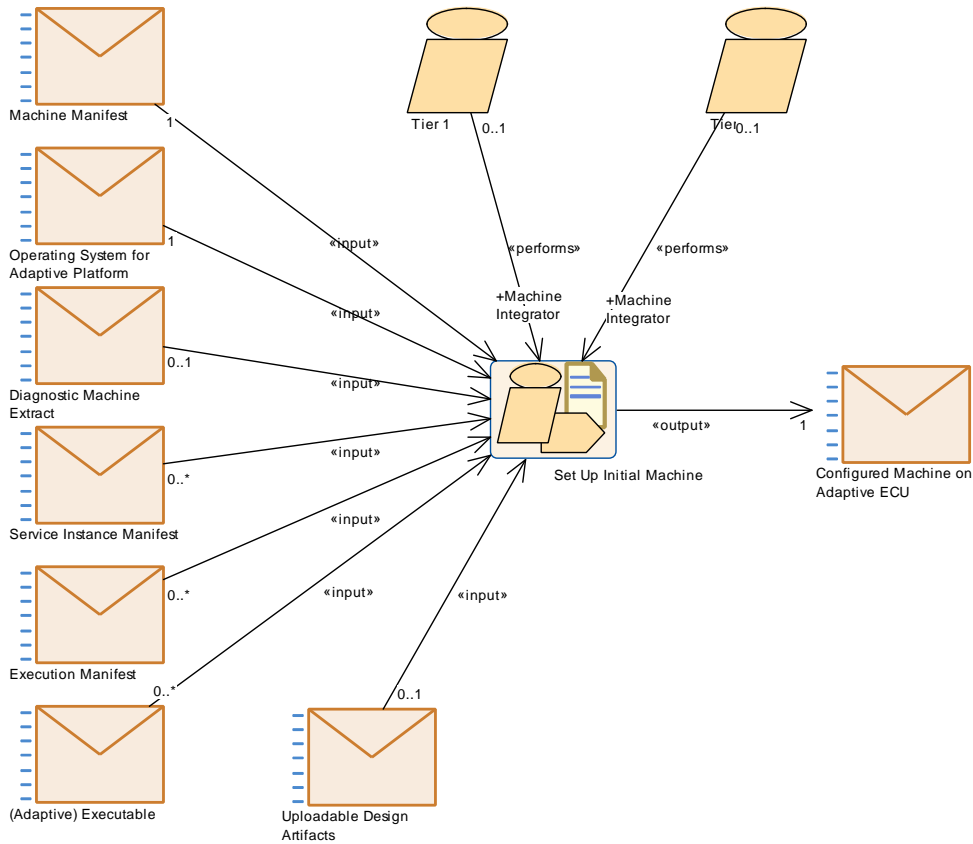 Machine Manifest
1
Operating System for
Adaptive Platform
1
Diagnostic Machine
Extract
0..1
Service Instance Manifest
0..*
Execution Manifest
0..*
(Adaptive) Executable
0..*
Uploadable Design
Artifacts
0..1
Tier 1
0..1
Tier
0..1
«input»
«input»
«input»
«input»
«input»
«input»
«input»
«performs»
«performs»
+Machine
Integrator
+Machine
Integrator
Set Up Initial Machine
«output»
1
Configured Machine on
Adaptive ECU